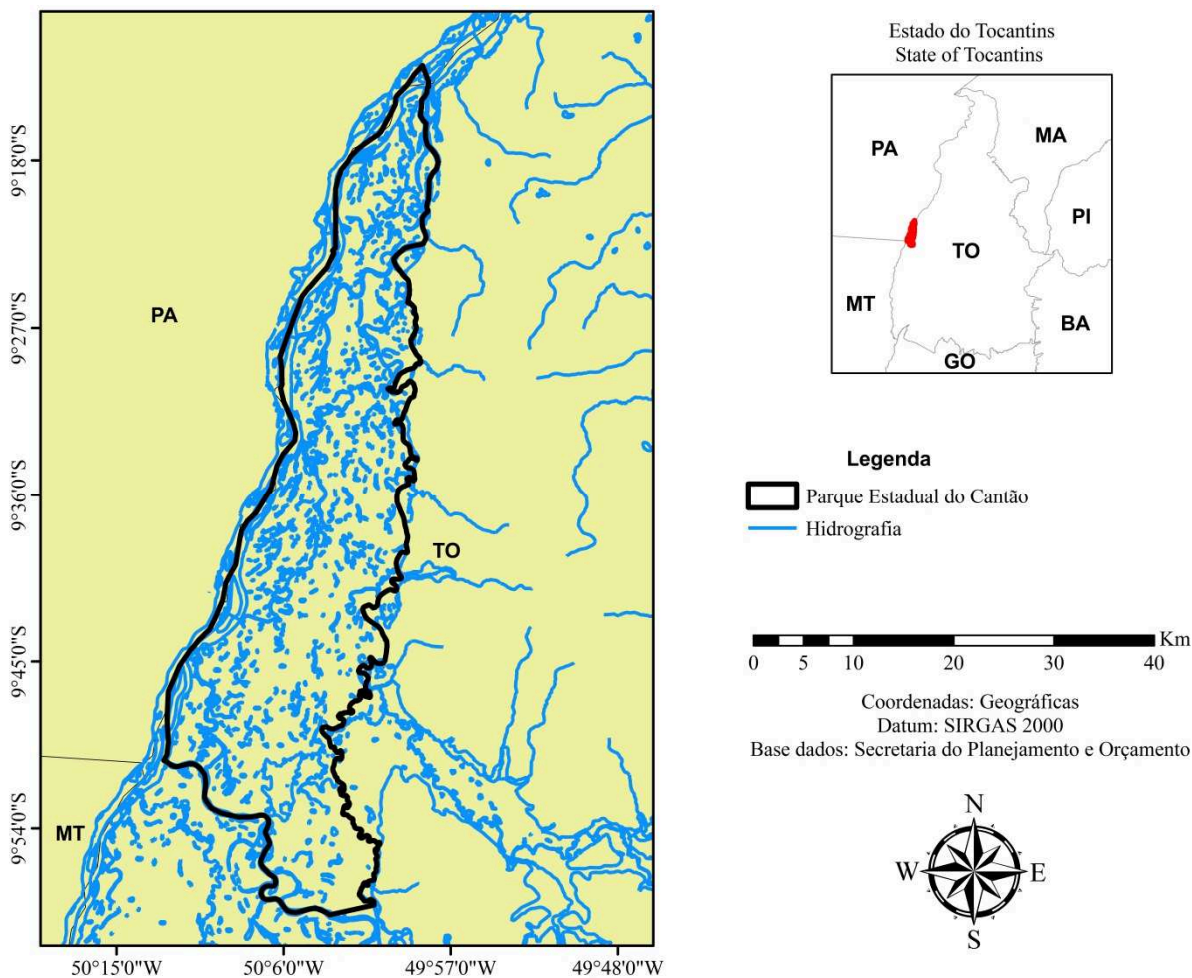 9°18'0"S
9°27'0"S
9°36'0"S
9°45'0"S
9°54'0"S
PA
TO
MT
50°15'0"W
50°60'0"W
49°57'0"W
49°48'0"W
Estado do Tocantins
State of Tocantins
PA
MA
PI
TO
MT
BA
GO
Legenda
Parque Estadual do Cantão
Hidrografia
Km
0 5 10 20 30 40
Coordenadas: Geográficas
Datum: SIRGAS 2000
Base dados: Secretaria do Planejamento e Orçamento
N
W E
S